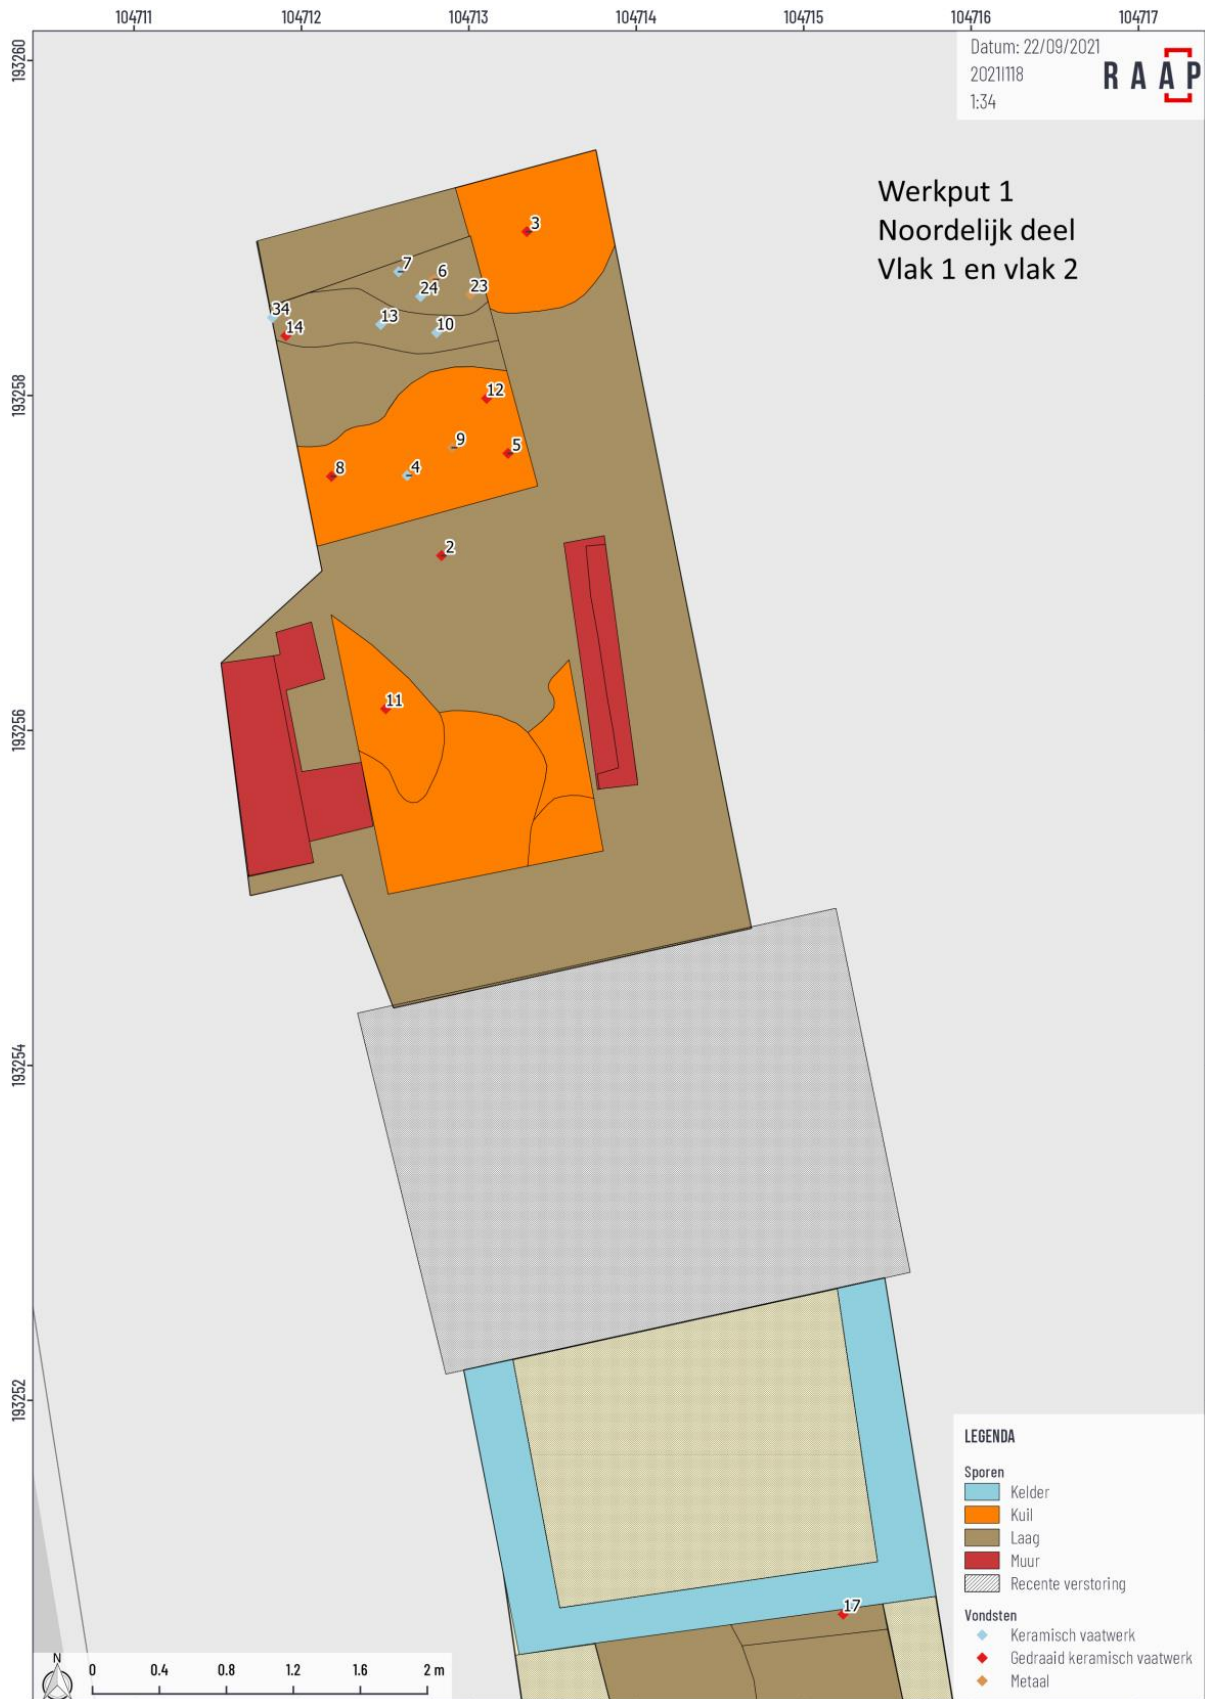 104711 104712 104713 104714 104715 104716 104717
193260
193258
193256
193254
193252
Datum: 22/09/2021
2021I118
1:34
RAAP
Werkput 1
Noordelijk deel
Vlak 1 en vlak 2
3
7
6
24
23
34
14
13
10
12
9
5
8
4
2
11
17
LEGENDA
Sporen
Kelder
Kuil
Laag
Muur
Recente verstoring
Vondsten
Keramisch vaatwerk
Gedraaid keramisch vaatwerk
Metaal
N
0 0.4 0.8 1.2 1.6 2 m